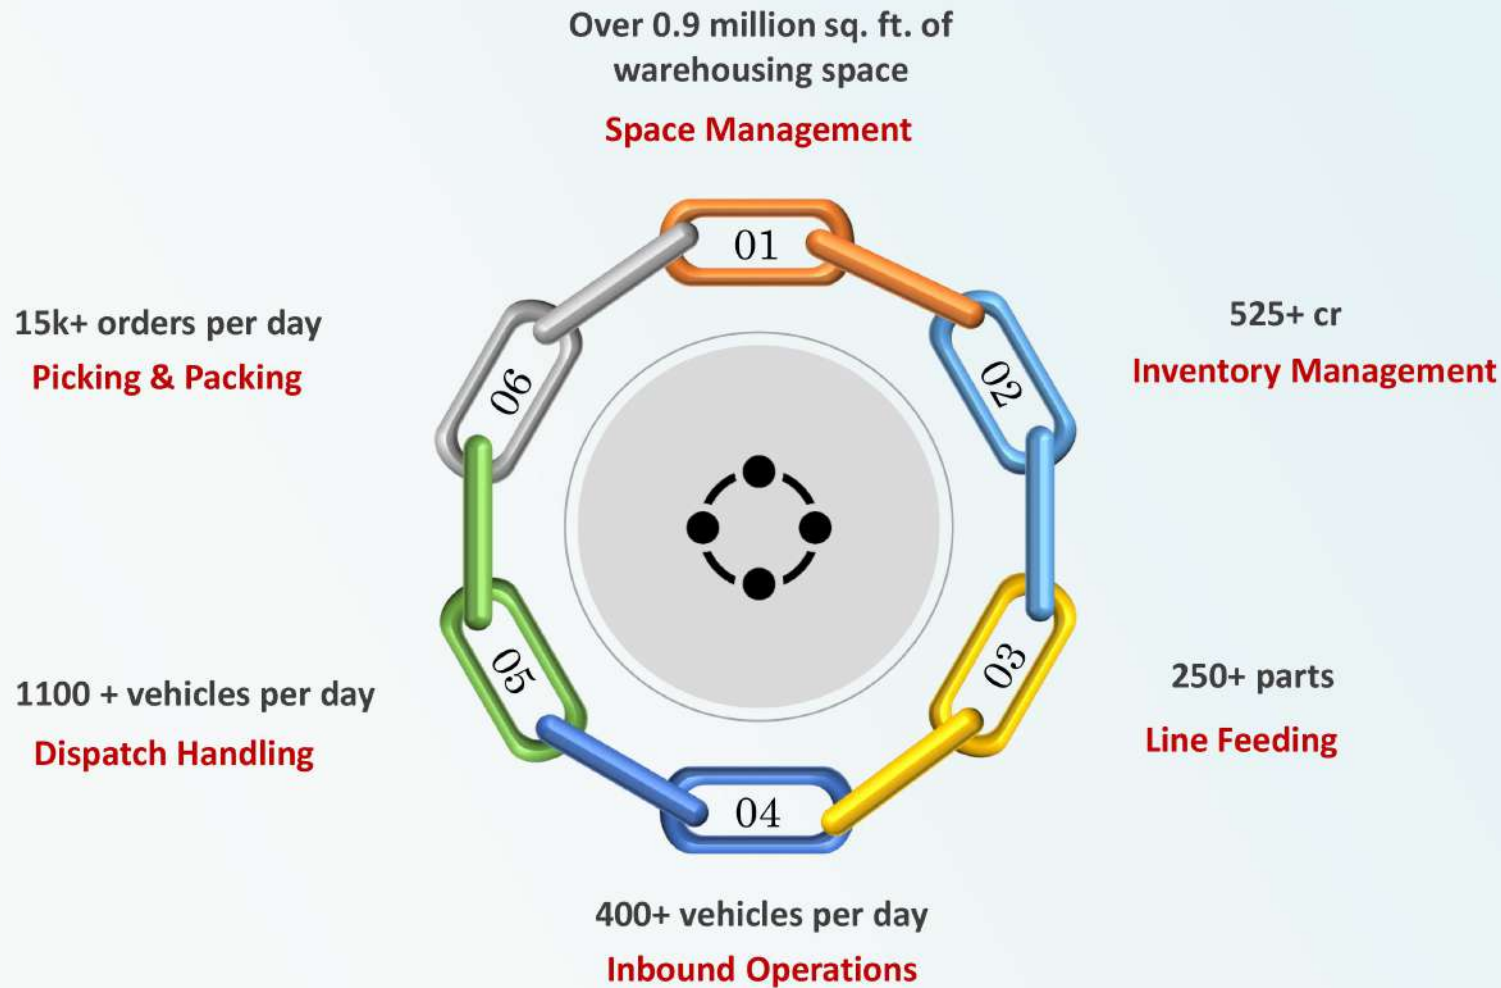 Over 0.9 million sq. ft. of
warehousing space
Space Management
01
525+ cr
Inventory Management
02
250+ parts
Line Feeding
03
400+ vehicles per day
Inbound Operations
04
1100 + vehicles per day
Dispatch Handling
05
15k+ orders per day
Picking & Packing
06